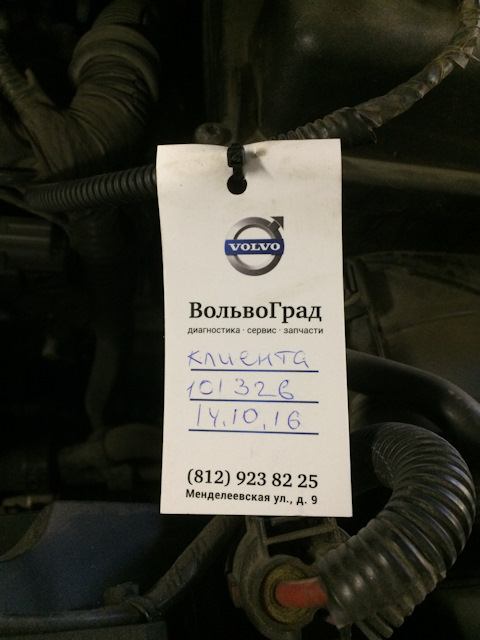 VOLVO
ВольвоГрад
диагностика · сервис · запчасти
клиента
101326
14.10.16
(812) 923 82 25
Менделеевская ул., д. 9